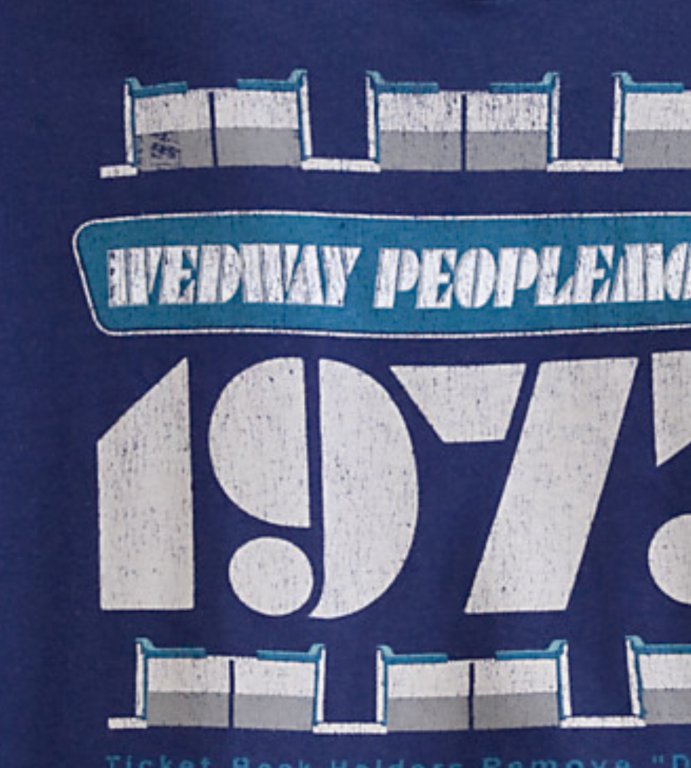 WEDWAY PEOPLEMO
197
Ticket Book Holders Remove "D